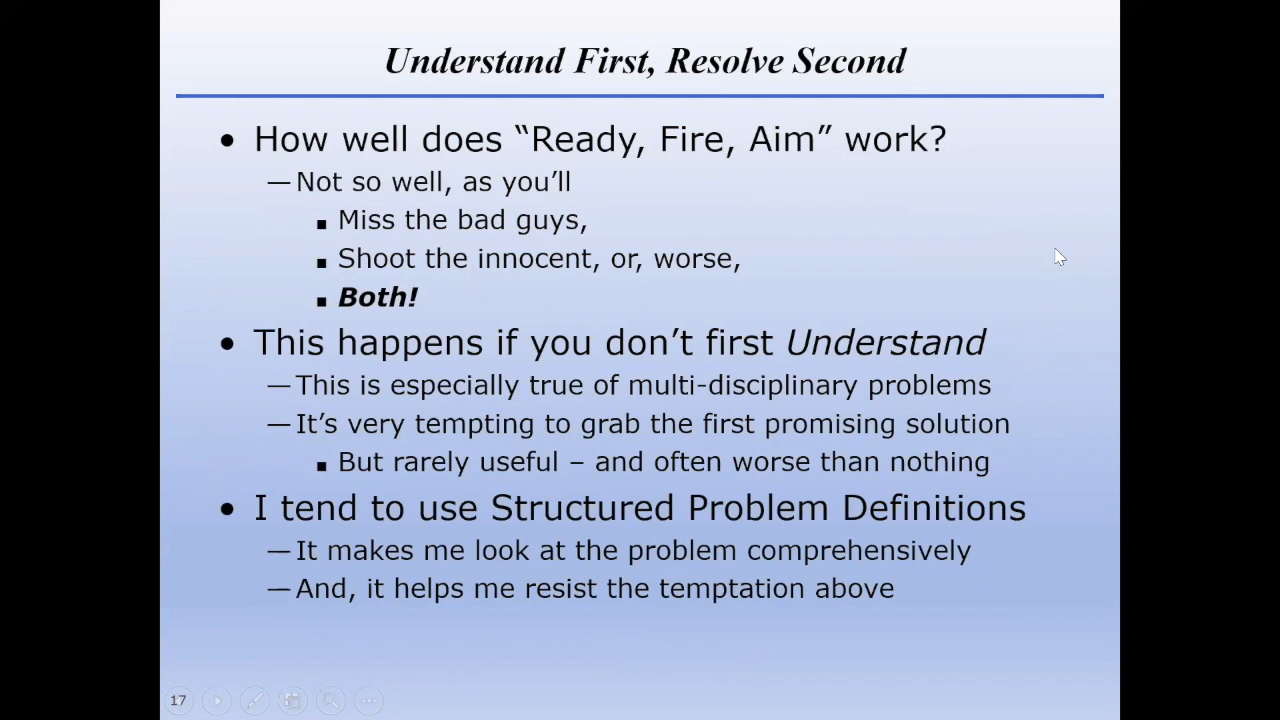 Understand First, Resolve Second
• How well does “Ready, Fire, Aim” work?
— Not so well, as you’ll
▪ Miss the bad guys,
▪ Shoot the innocent, or, worse,
▪ Both!
• This happens if you don’t first Understand
— This is especially true of multi-disciplinary problems
— It’s very tempting to grab the first promising solution
▪ But rarely useful – and often worse than nothing
• I tend to use Structured Problem Definitions
— It makes me look at the problem comprehensively
— And, it helps me resist the temptation above
17